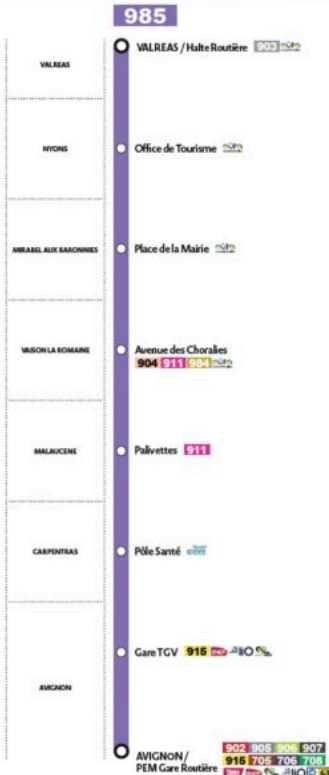 985
VALREAS
VALREAS / Halte Routière 903
NYONS
Office de Tourisme
MIRABEL AUX BARONNIES
Place de la Mairie
VAISON LA ROMAINE
Avenue des Choralies
904 911 984
MALAUCENE
Palivettes 911
CARPENTRAS
Pôle Santé
Gare TGV 915
AVIGNON
AVIGNON /
PEM Gare Routière
902 905 906 907
915 705 706 708